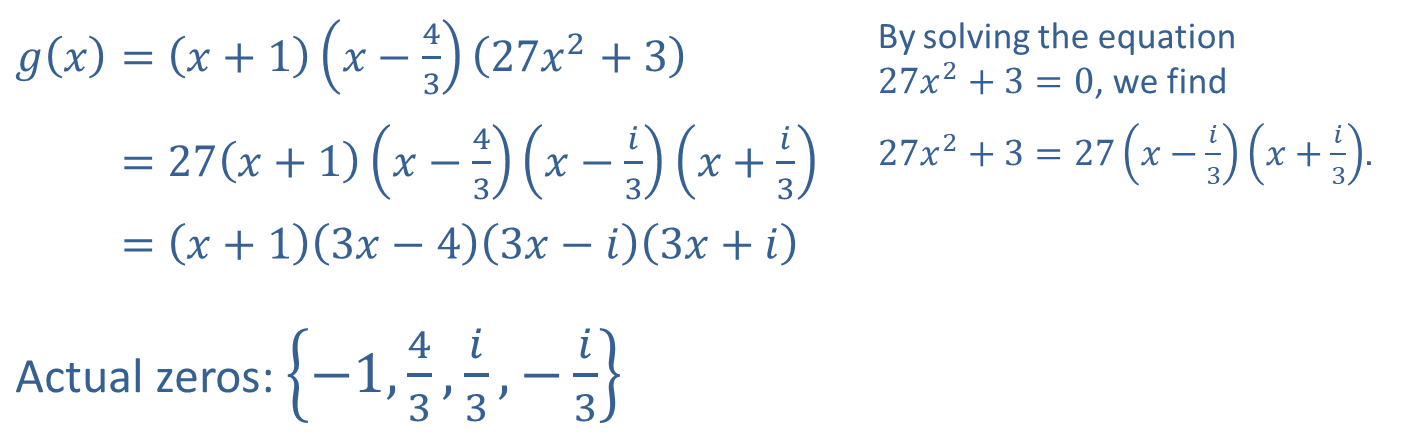 g(x) = (x + 1)(x − 4/3)(27x² + 3)
= 27(x + 1)(x − 4/3)(x − i/3)(x + i/3)
= (x + 1)(3x − 4)(3x − i)(3x + i)
Actual zeros: {−1, 4/3, i/3, − i/3}
By solving the equation
27x² + 3 = 0, we find
27x² + 3 = 27(x − i/3)(x + i/3).